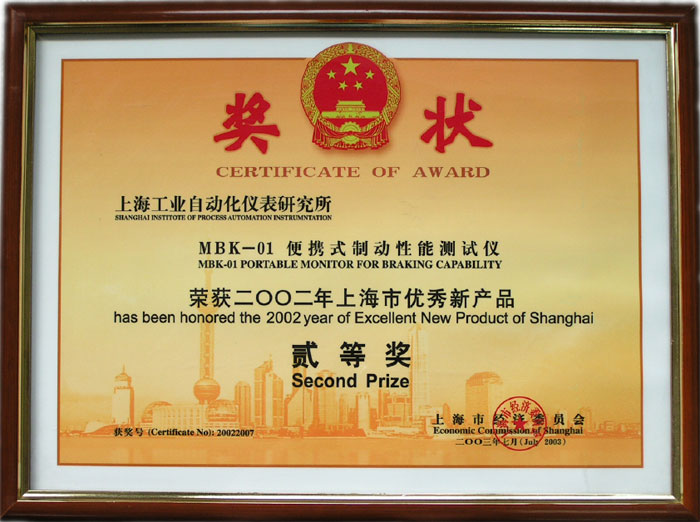 奖状
CERTIFICATE OF AWARD
上海工业自动化仪表研究所
SHANGHAI INSTITOTE OF PROCESS AUTOMATION INSTRUMNTATION
MBK-01 便携式制动性能测试仪
MBK-01 PORTABLE MONITOR FOR BRAKING CAPABILITY
荣获二〇〇二年上海市优秀新产品
has been honored the 2002 year of Excellent New Product of Shanghai
贰等奖
Second Prize
上海市经济委员会
Economic Commission of Shanghai
获奖号 (Certificate No): 20022007
二〇〇三年七月(July 2003)